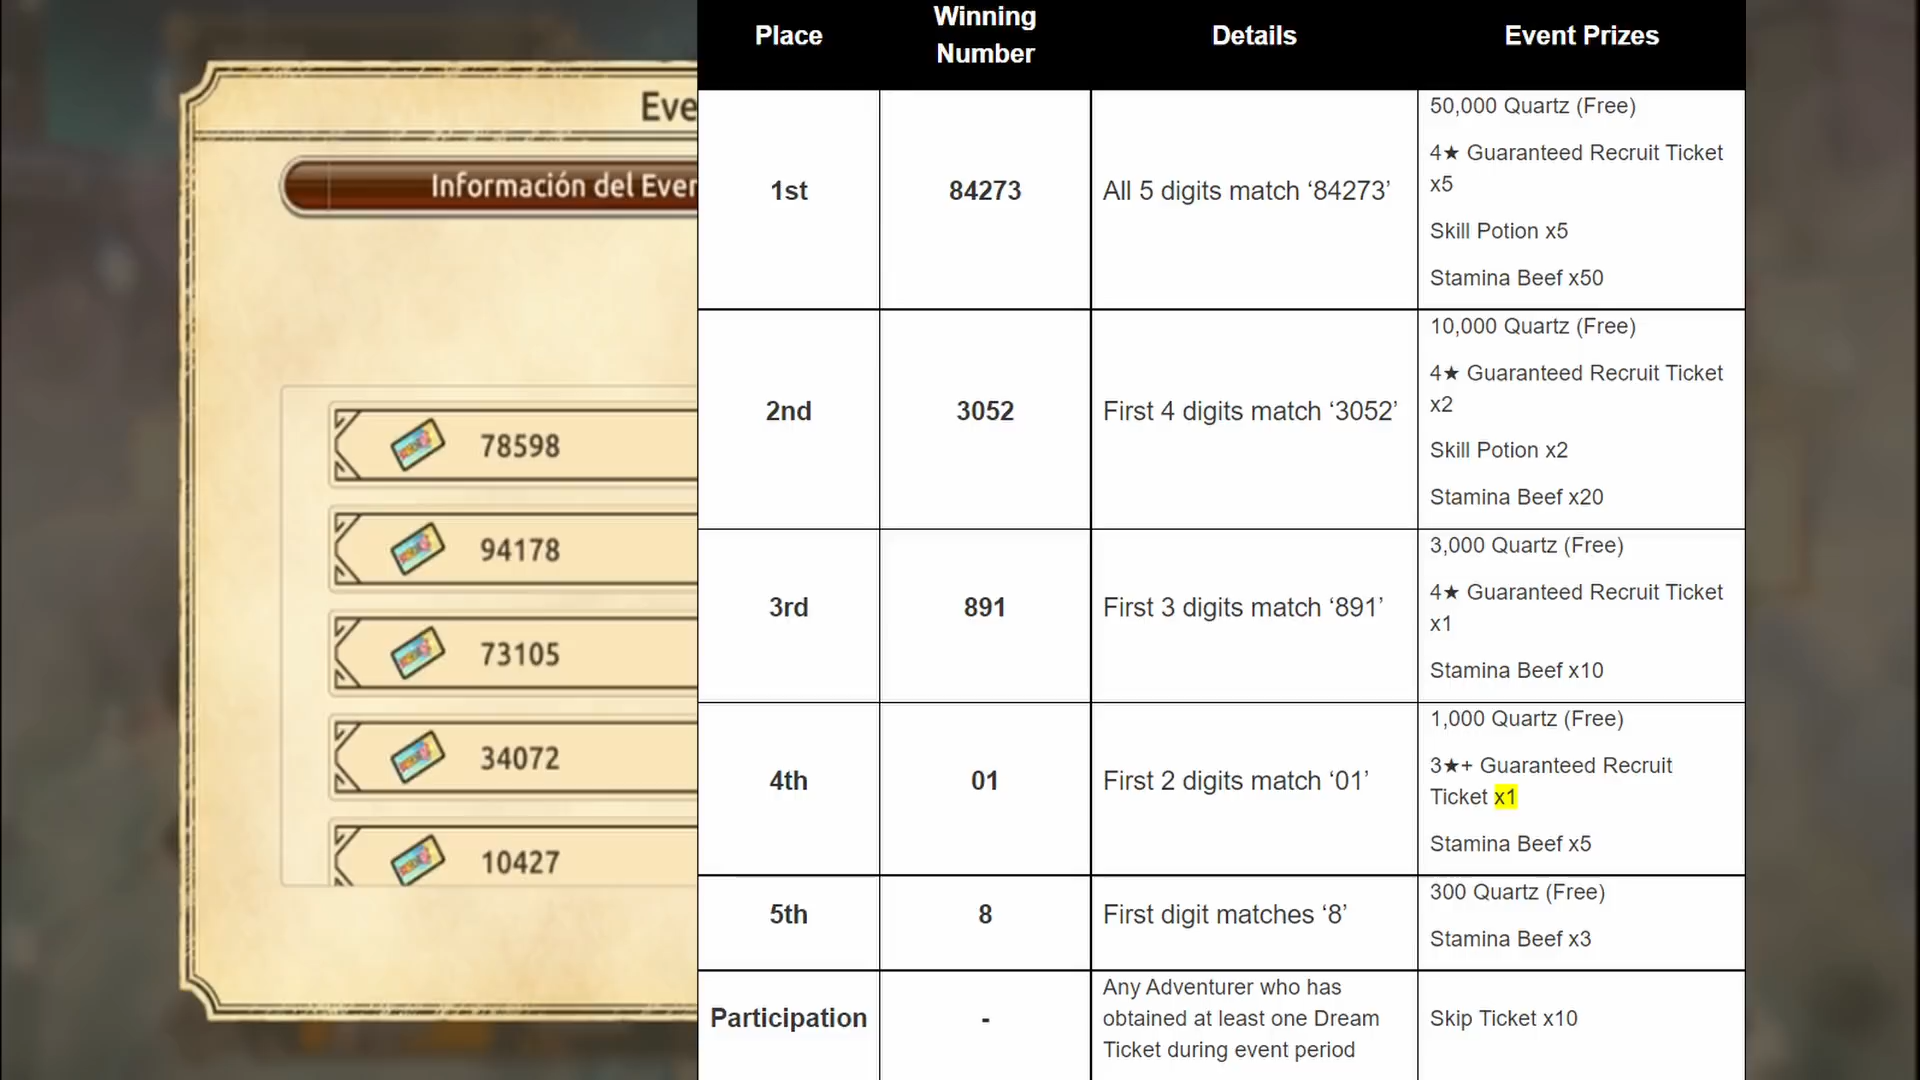 Eve
Información del Even
78598
94178
73105
34072
10427
Place
Winning
Number
Details
Event Prizes
1st
84273
All 5 digits match ‘84273’
50,000 Quartz (Free)
4★ Guaranteed Recruit Ticket
x5
Skill Potion x5
Stamina Beef x50
2nd
3052
First 4 digits match ‘3052’
10,000 Quartz (Free)
4★ Guaranteed Recruit Ticket
x2
Skill Potion x2
Stamina Beef x20
3rd
891
First 3 digits match ‘891’
3,000 Quartz (Free)
4★ Guaranteed Recruit Ticket
x1
Stamina Beef x10
4th
01
First 2 digits match ‘01’
1,000 Quartz (Free)
3★+ Guaranteed Recruit
Ticket x1
Stamina Beef x5
5th
8
First digit matches ‘8’
300 Quartz (Free)
Stamina Beef x3
Participation
-
Any Adventurer who has
obtained at least one Dream
Ticket during event period
Skip Ticket x10